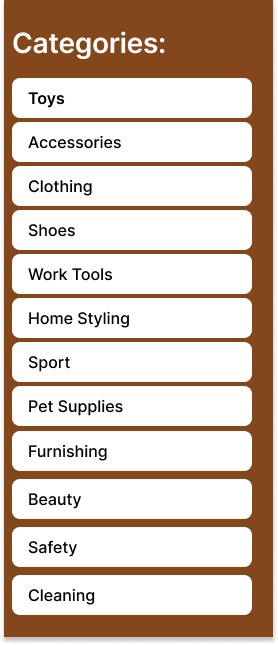 Categories:
Toys
Accessories
Clothing
Shoes
Work Tools
Home Styling
Sport
Pet Supplies
Furnishing
Beauty
Safety
Cleaning